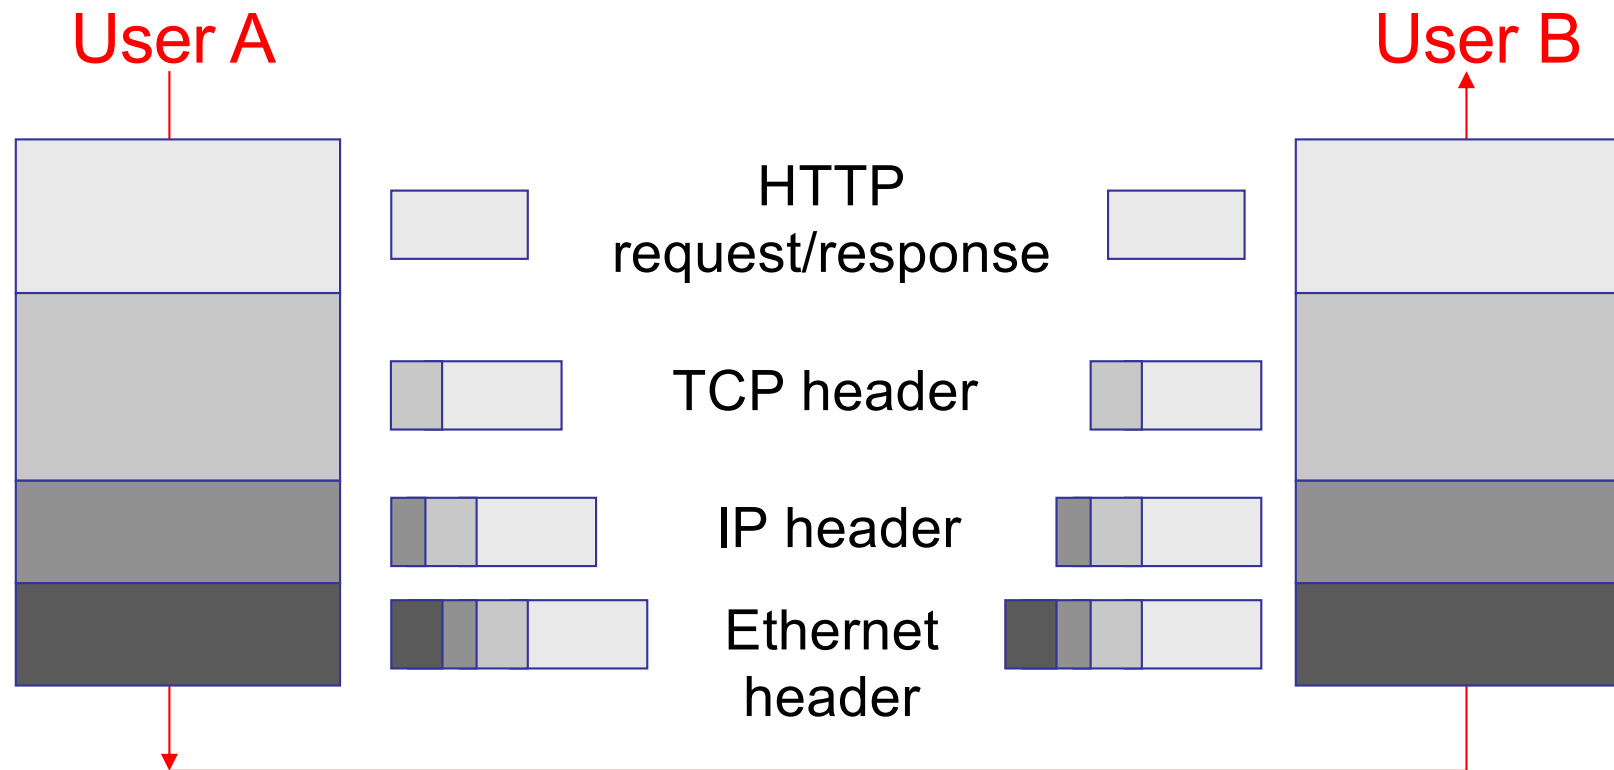 User A
User B
HTTP
request/response
TCP header
IP header
Ethernet
header